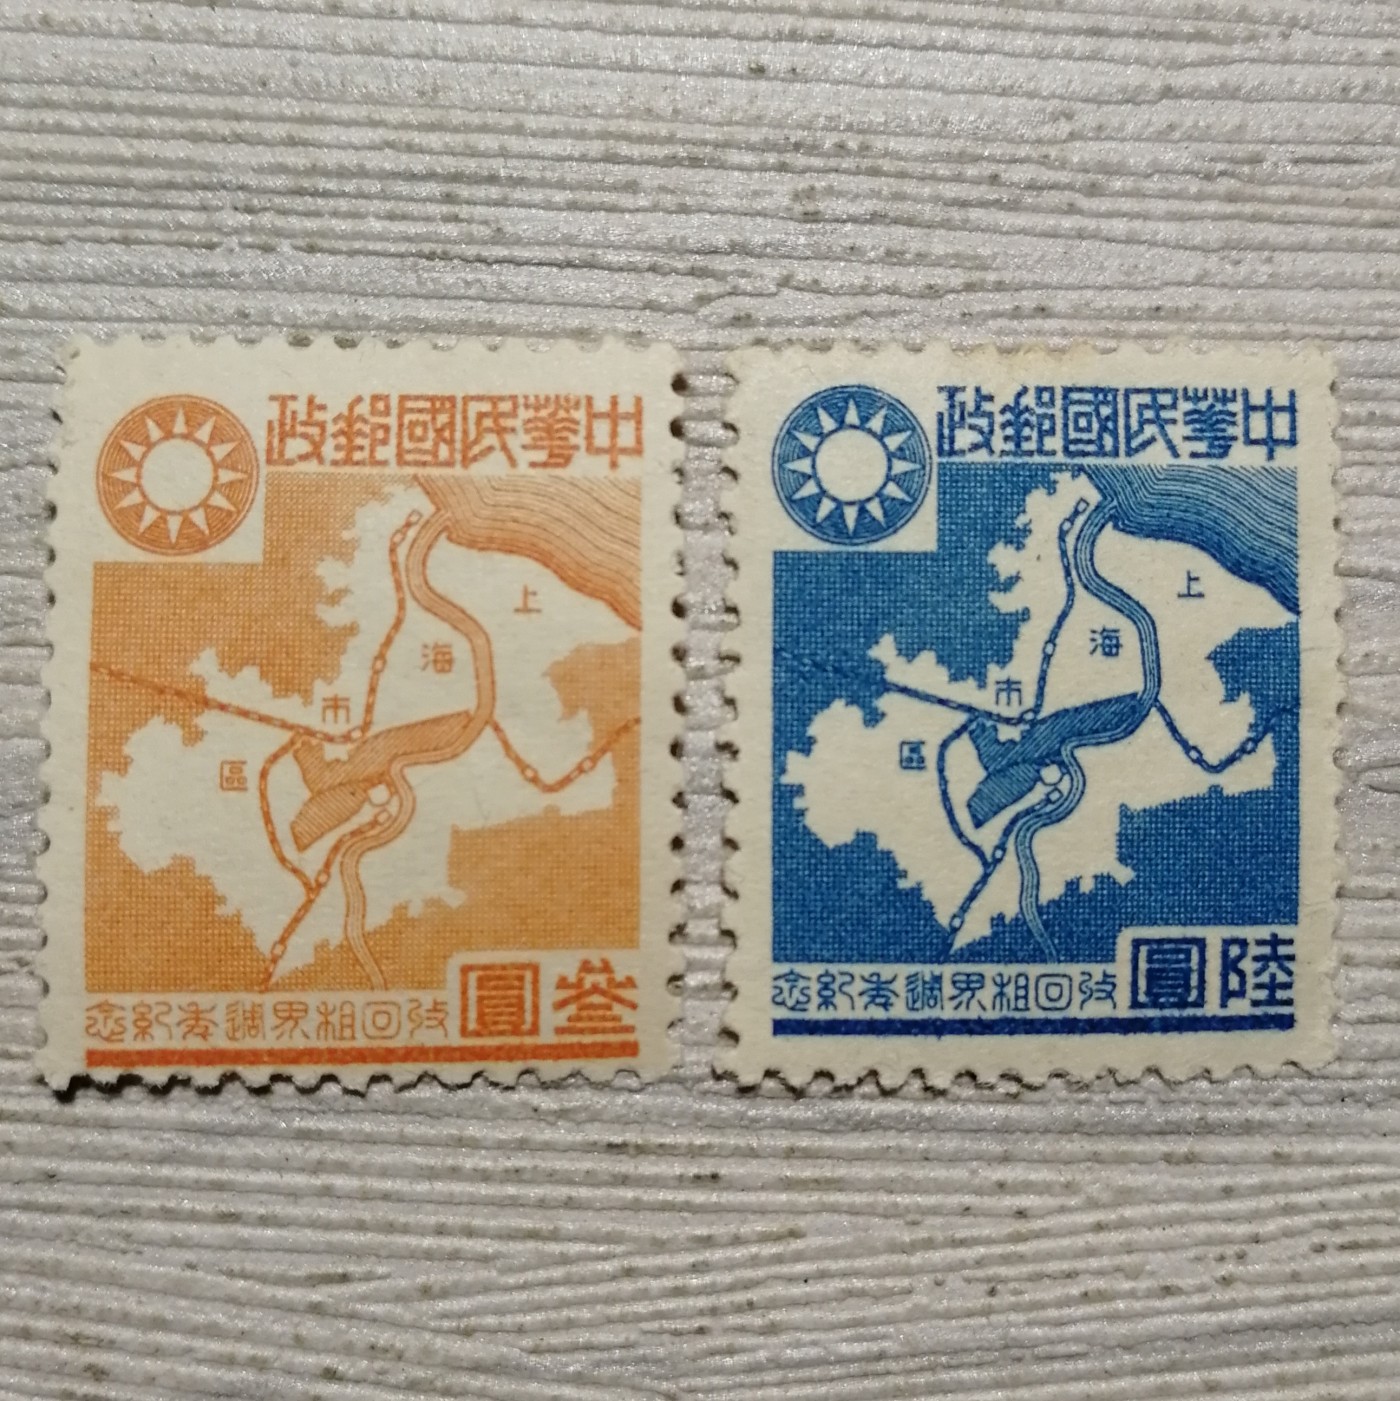 中華民國郵政
上海市區
叁圓
收回租界週年紀念
中華民國郵政
上海市區
陸圓
收回租界週年紀念